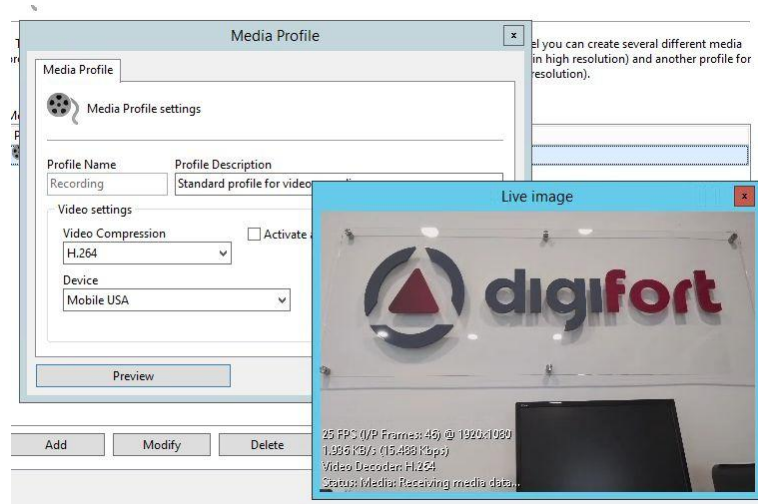 Media Profile
x
el you can create several different media
in high resolution) and another profile for
resolution).
Media Profile
Media Profile settings
Profile Name Profile Description
Recording Standard profile for video
Video settings
Video Compression Activate
H.264
Device
Mobile USA
Preview
Add Modify Delete
Live image
x
digifort
25 FPS (I/P Frames: 46) @ 1920x1080
1.936 KB/s (15.488 Kbps)
Video Decoder: H.264
Status: Media: Receiving media data...